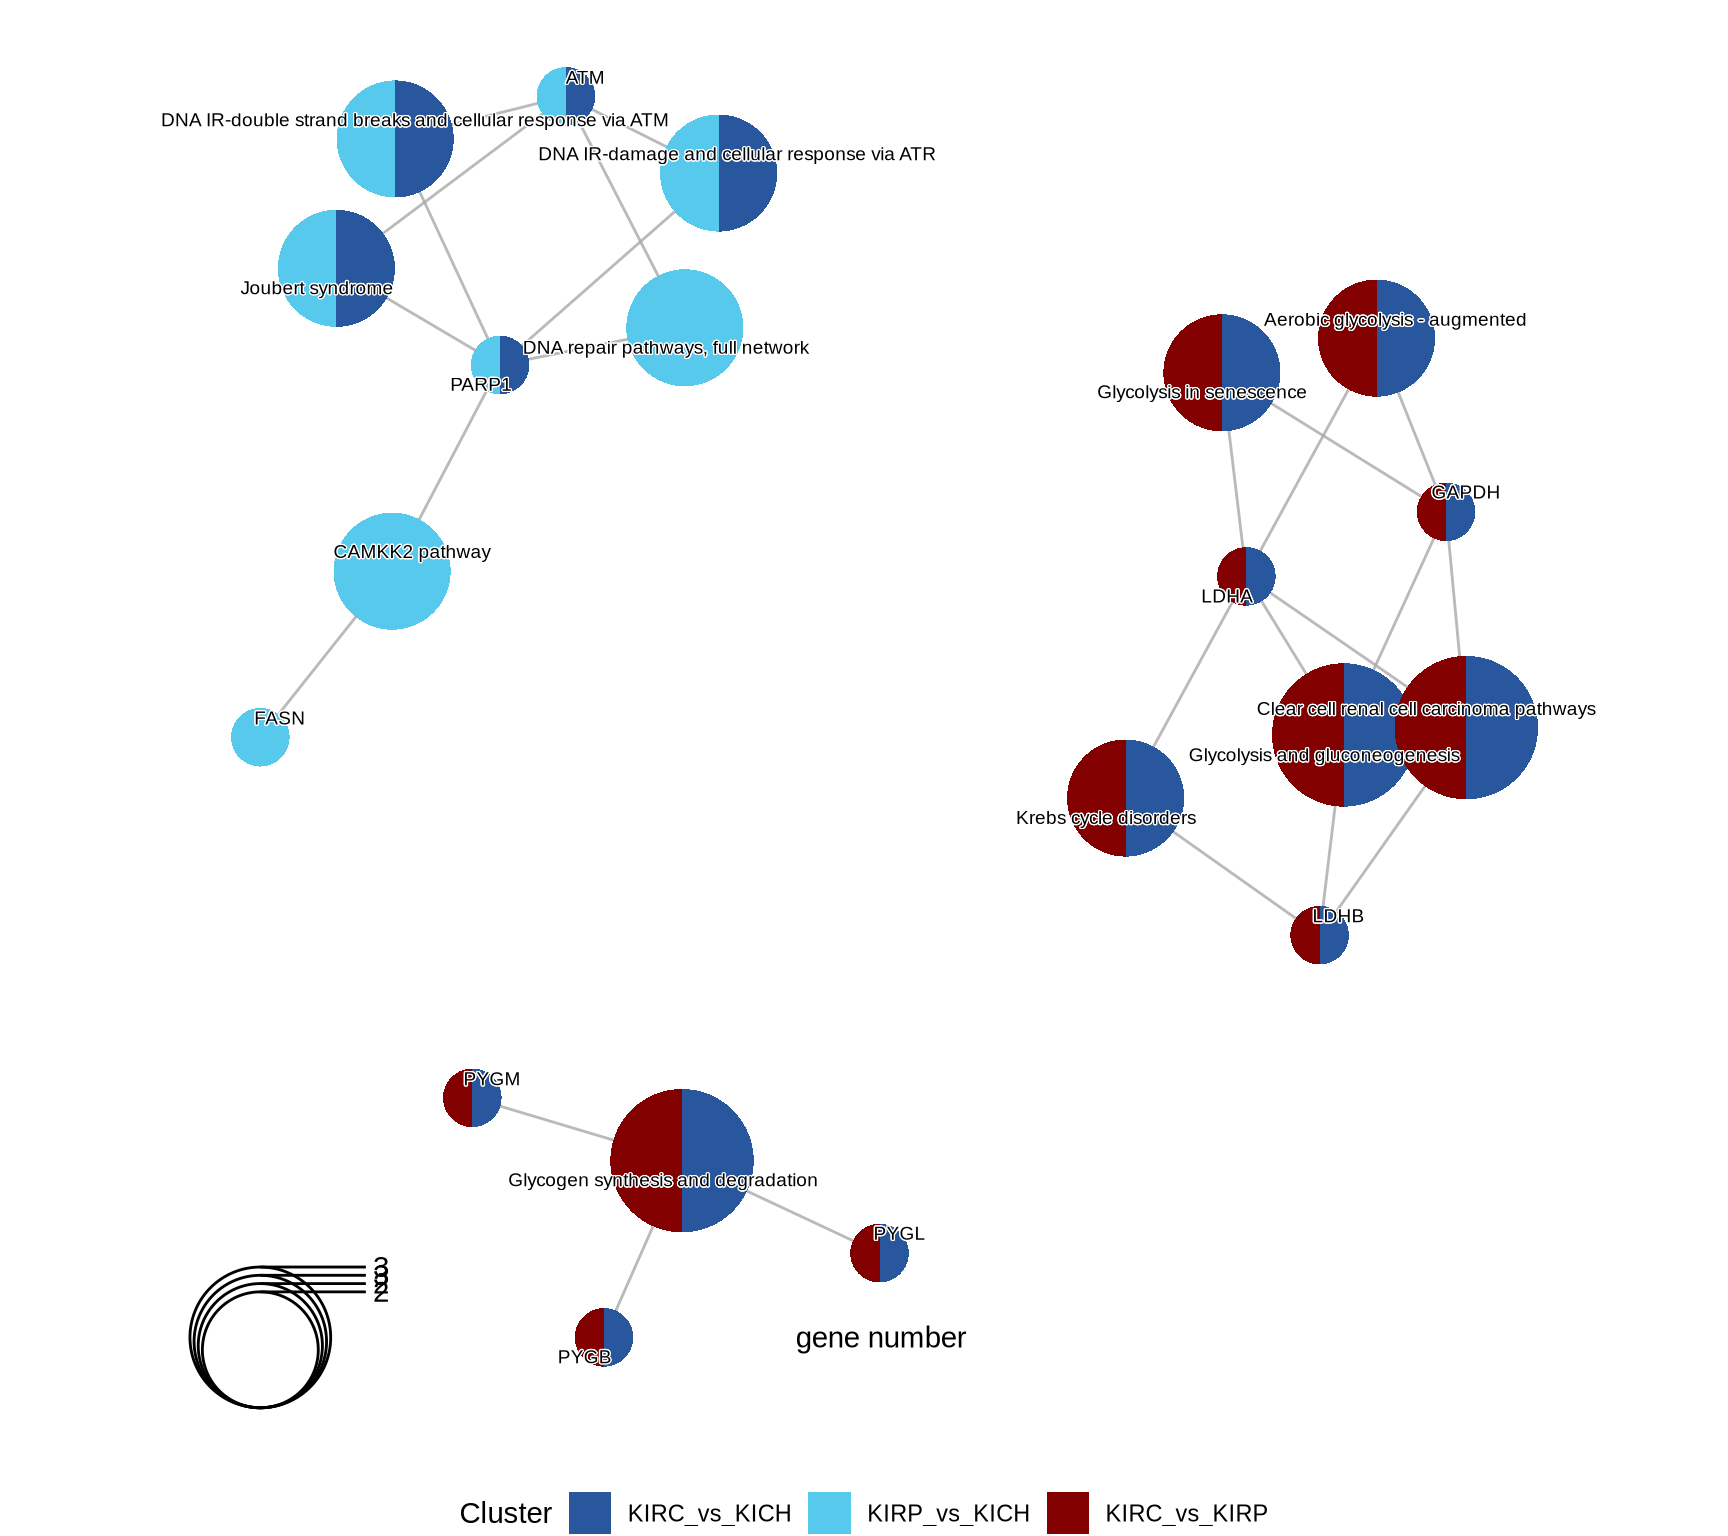 ATM
DNA IR-double strand breaks and cellular response via ATM
DNA IR-damage and cellular response via ATR
Joubert syndrome
DNA repair pathways, full network
PARP1
CAMKK2 pathway
FASN
Aerobic glycolysis - augmented
Glycolysis in senescence
GAPDH
LDHA
Clear cell renal cell carcinoma pathways
Glycolysis and gluconeogenesis
Krebs cycle disorders
LDHB
PYGM
Glycogen synthesis and degradation
PYGL
PYGB
3
2
gene number
Cluster KIRC_vs_KICH KIRP_vs_KICH KIRC_vs_KIRP